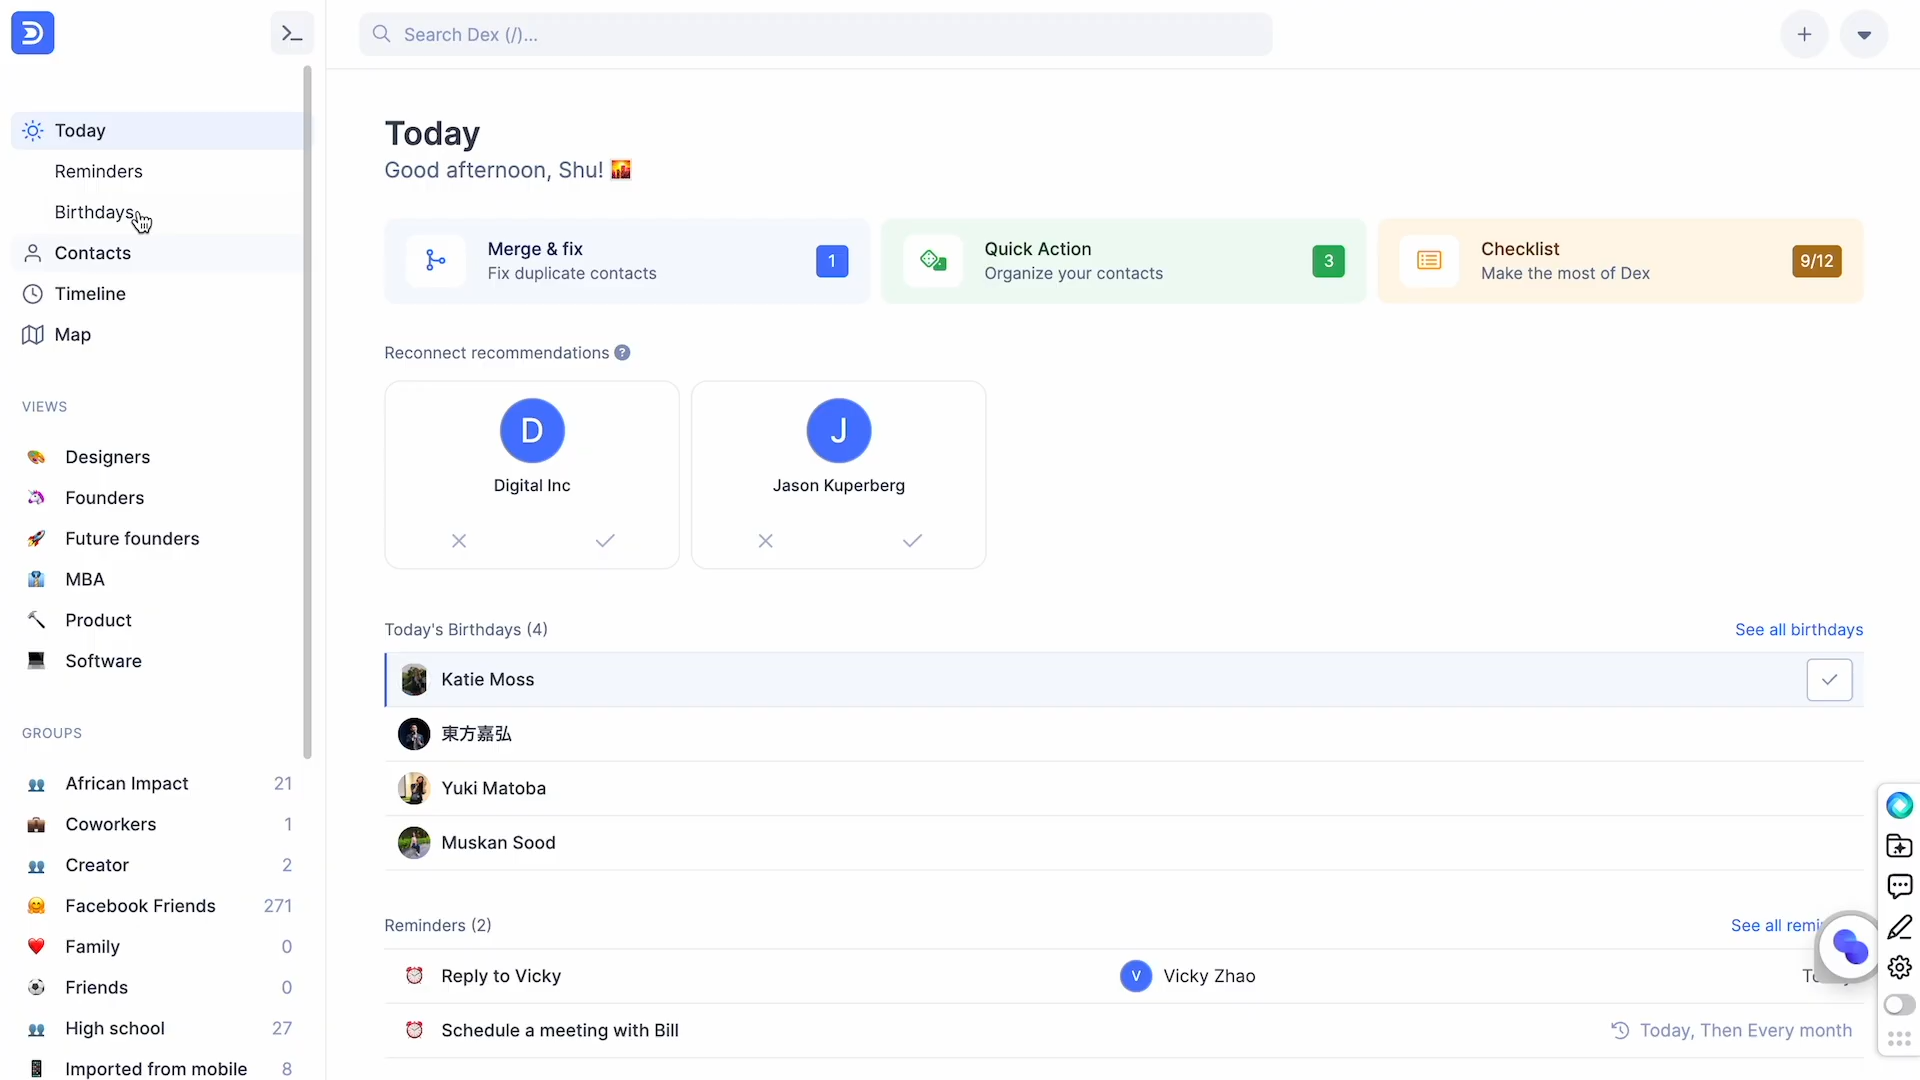 Search Dex (/)...
Today
Reminders
Birthdays
Contacts
Timeline
Map
VIEWS
Designers
Founders
Future founders
MBA
Product
Software
GROUPS
African Impact 21
Coworkers 1
Creator 2
Facebook Friends 271
Family 0
Friends 0
High school 27
Imported from mobile 8
Today
Good afternoon, Shu!
Merge & fix
Fix duplicate contacts
1
Quick Action
Organize your contacts
3
Checklist
Make the most of Dex
9/12
Reconnect recommendations ?
D
Digital Inc
J
Jason Kuperberg
Today's Birthdays (4) See all birthdays
Katie Moss
東方嘉弘
Yuki Matoba
Muskan Sood
Reminders (2) See all
Reply to Vicky V Vicky Zhao
Schedule a meeting with Bill Today, Then Every month